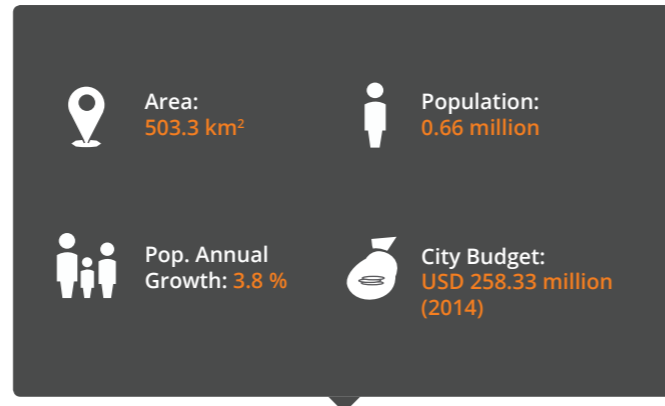 Area:
503.3 km²
Population:
0.66 million
Pop. Annual
Growth: 3.8 %
City Budget:
USD 258.33 million
(2014)